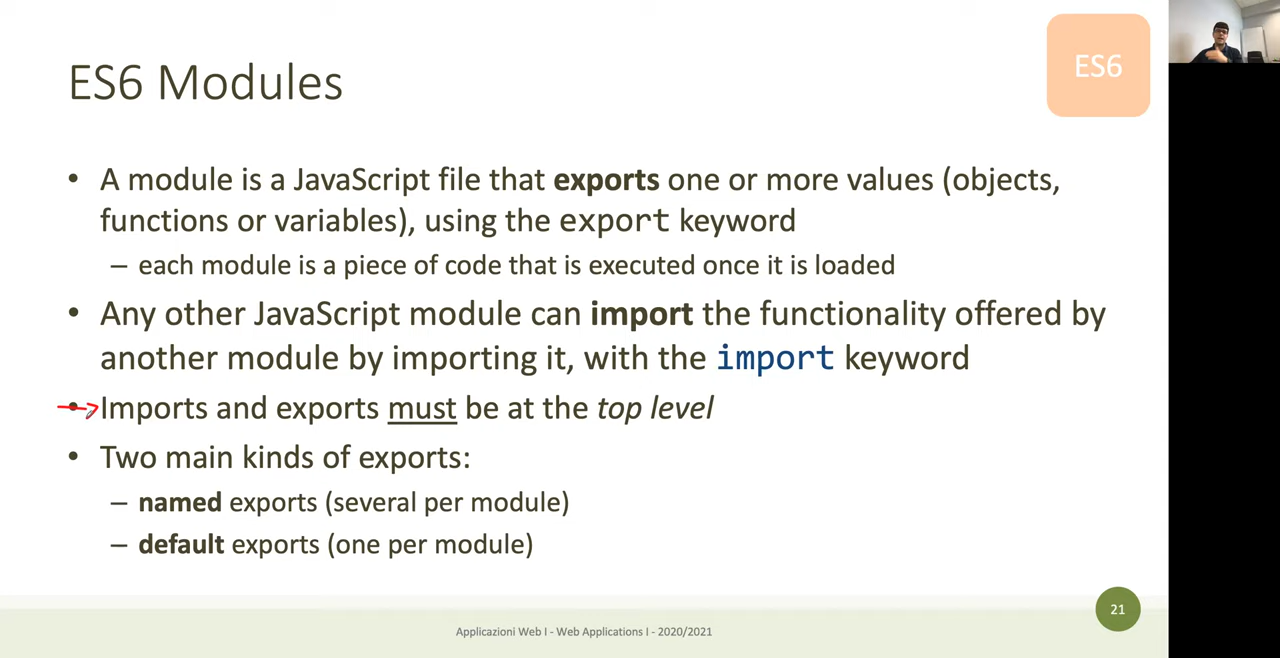 ES6 Modules
ES6
• A module is a JavaScript file that exports one or more values (objects,
functions or variables), using the export keyword
– each module is a piece of code that is executed once it is loaded
• Any other JavaScript module can import the functionality offered by
another module by importing it, with the import keyword
• Imports and exports must be at the top level
• Two main kinds of exports:
– named exports (several per module)
– default exports (one per module)
21
Applicazioni Web I - Web Applications I - 2020/2021